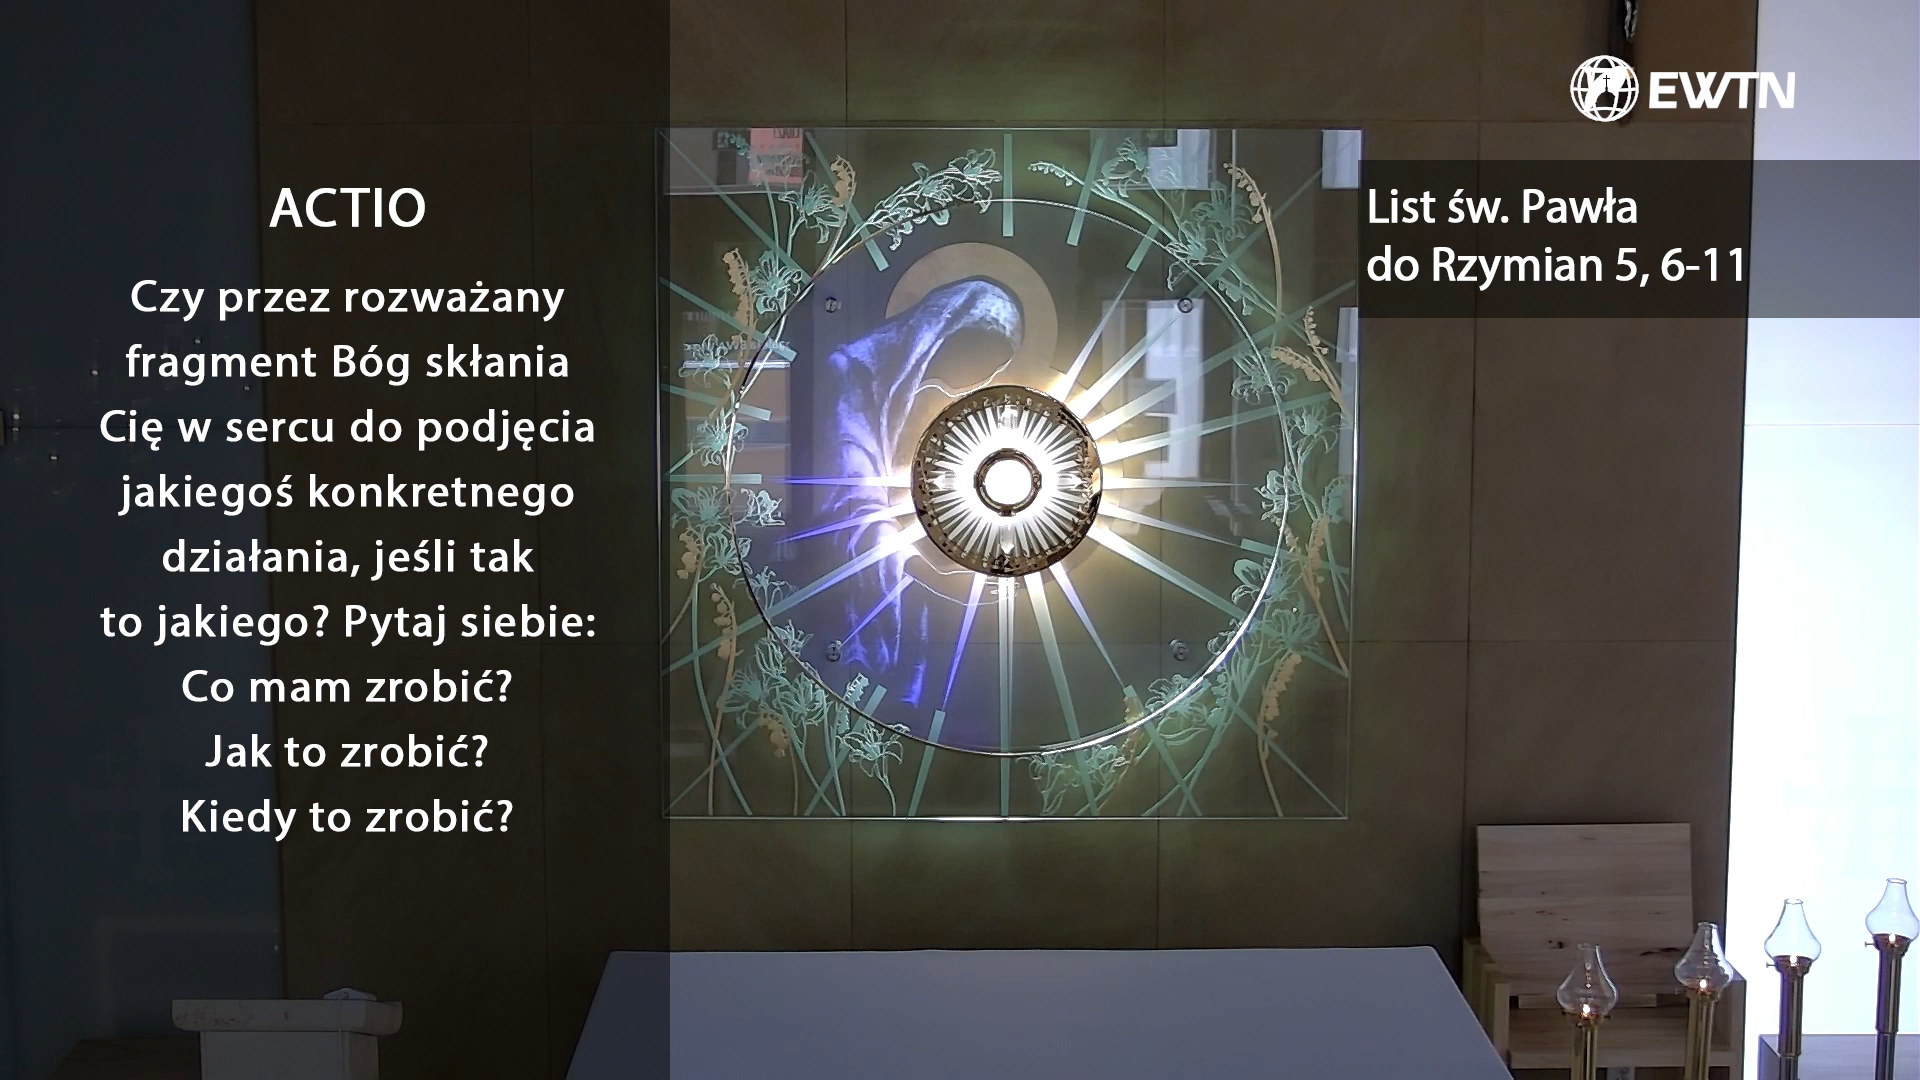 ACTIO
Czy przez rozważany
fragment Bóg skłania
Cię w sercu do podjęcia
jakiegoś konkretnego
działania, jeśli tak
to jakiego? Pytaj siebie:
Co mam zrobić?
Jak to zrobić?
Kiedy to zrobić?
EWTN
List św. Pawła
do Rzymian 5, 6-11